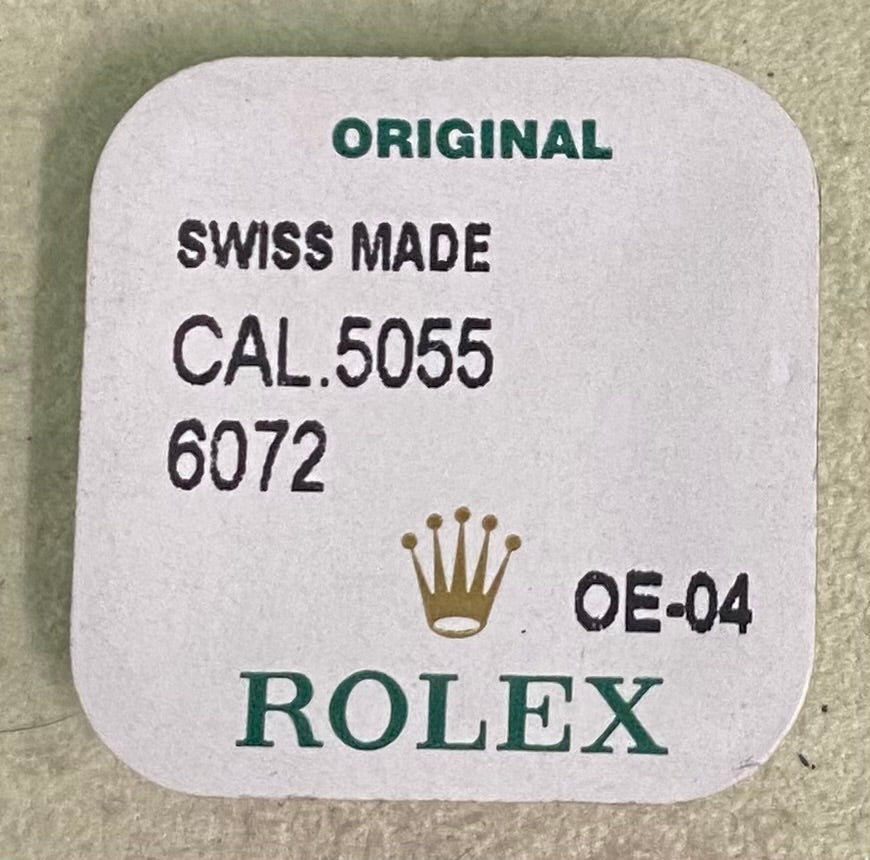 ORIGINAL
SWISS MADE
CAL.5055
6072
OE-04
ROLEX